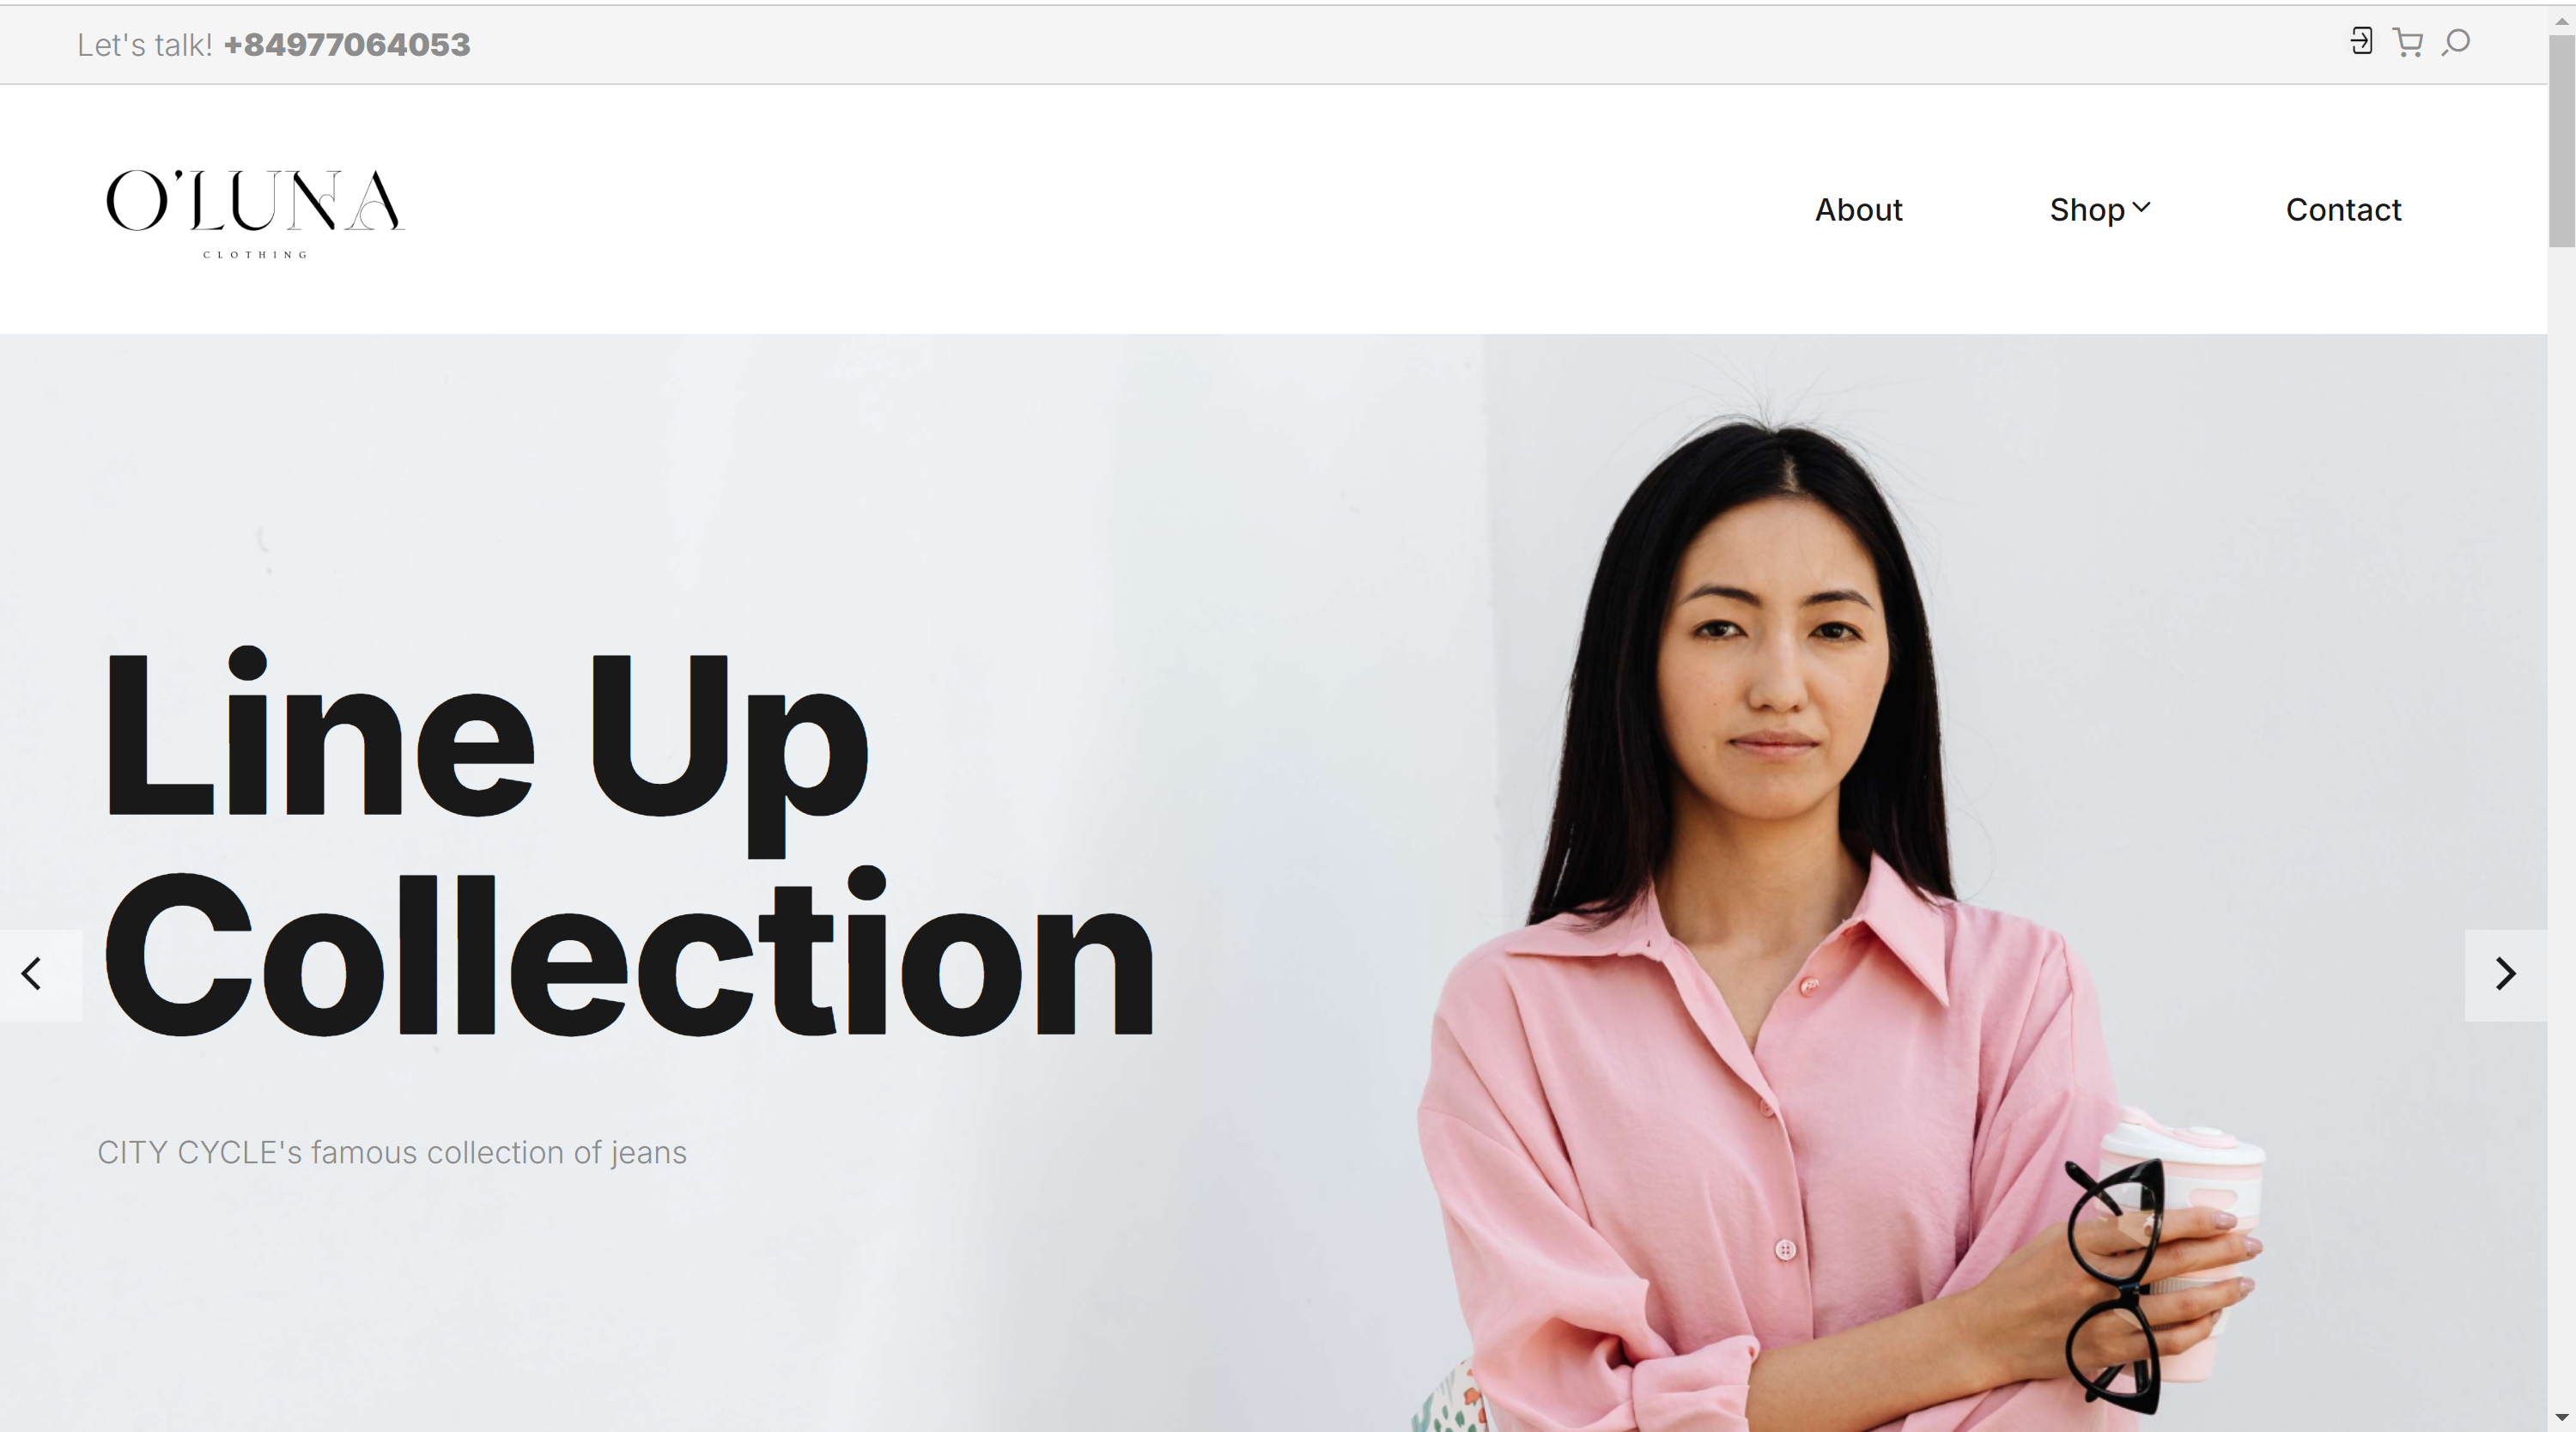 Let's talk! +84977064053
O'LUNA
CLOTHING
About
Shop
Contact
Line Up
Collection
CITY CYCLE's famous collection of jeans